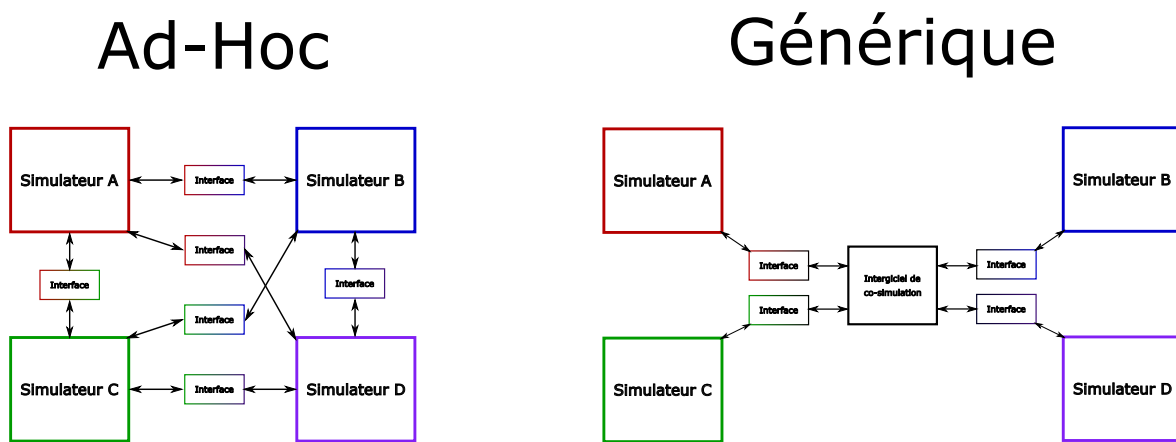 Ad-Hoc
Simulateur A
Interface
Simulateur B
Interface
Interface
Interface
Interface
Simulateur C
Interface
Simulateur D
Générique
Simulateur A
Simulateur B
Interface
Intergiciel de
co-simulation
Interface
Interface
Interface
Simulateur C
Simulateur D